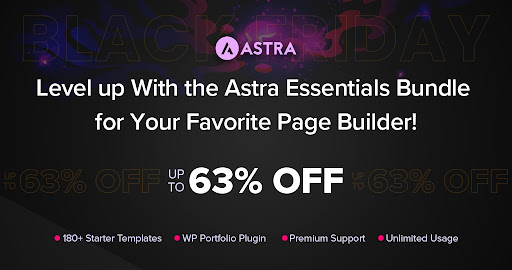 BLACK FRIDAY
ASTRA
Level up With the Astra Essentials Bundle
for Your Favorite Page Builder!
UP TO 63% OFF UP TO 63% OFF UP TO 63% OFF
180+ Starter Templates WP Portfolio Plugin Premium Support Unlimited Usage